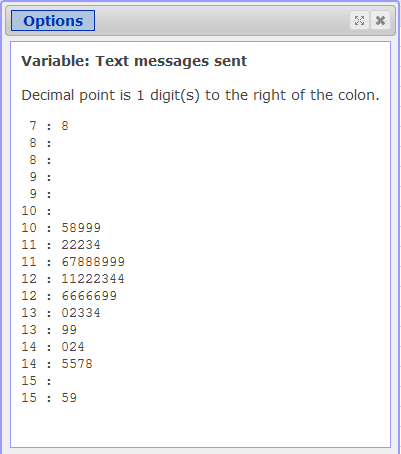 Options
Variable: Text messages sent
Decimal point is 1 digit(s) to the right of the colon.
7 : 8
8 :
8 :
9 :
9 :
10 :
10 : 58999
11 : 22234
11 : 67888999
12 : 11222344
12 : 6666699
13 : 02334
13 : 99
14 : 024
14 : 5578
15 :
15 : 59